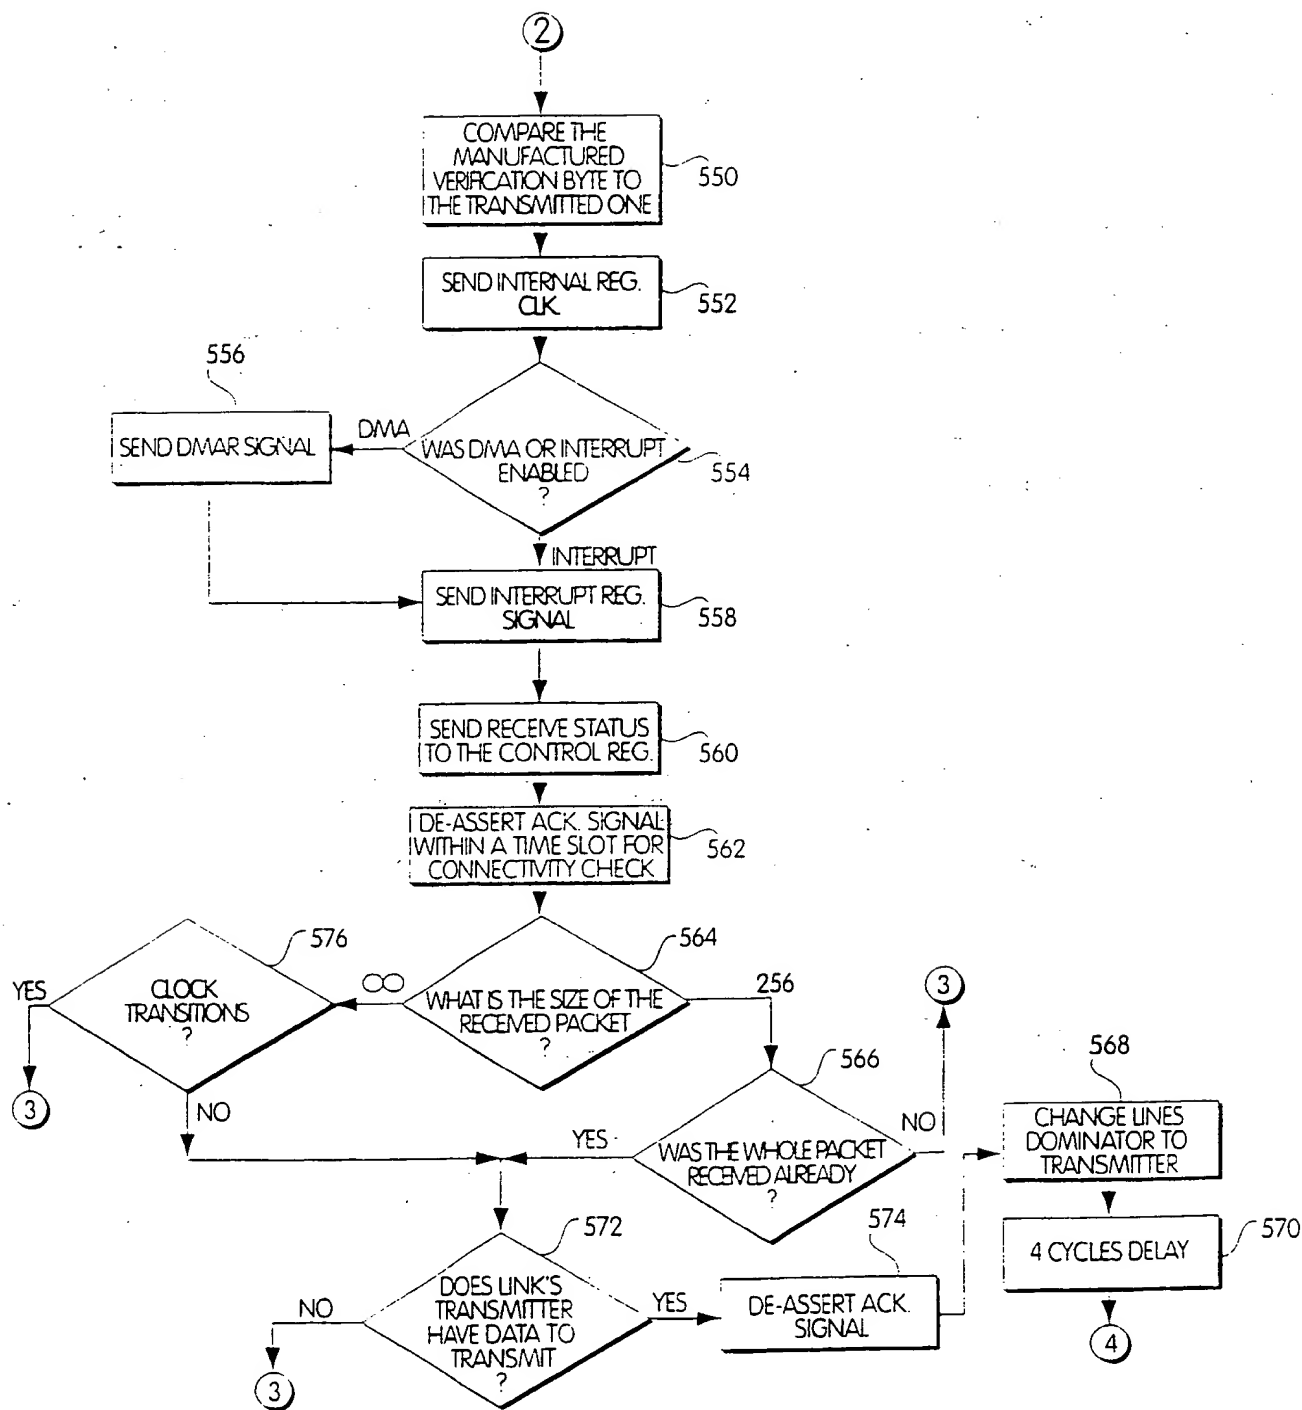 2
COMPARE THE
MANUFACTURED
VERIFICATION BYTE TO
THE TRANSMITTED ONE
550
SEND INTERNAL REG.
CLK.
552
556
SEND DMAR SIGNAL
DMA
WAS DMA OR INTERRUPT
ENABLED
?
554
INTERRUPT
SEND INTERRUPT REG.
SIGNAL
558
SEND RECEIVE STATUS
TO THE CONTROL REG.
560
DE-ASSERT ACK. SIGNAL
WITHIN A TIME SLOT FOR
CONNECTIVITY CHECK
562
576
YES
CLOCK
TRANSITIONS
?
∞
564
WHAT IS THE SIZE OF THE
RECEIVED PACKET
?
256
3
3
NO
566
YES
WAS THE WHOLE PACKET
RECEIVED ALREADY
?
NO
568
CHANGE LINES
DOMINATOR TO
TRANSMITTER
572
NO
DOES LINK'S
TRANSMITTER
HAVE DATA TO
TRANSMIT
?
YES
574
DE-ASSERT ACK.
SIGNAL
4 CYCLES DELAY
570
3
4